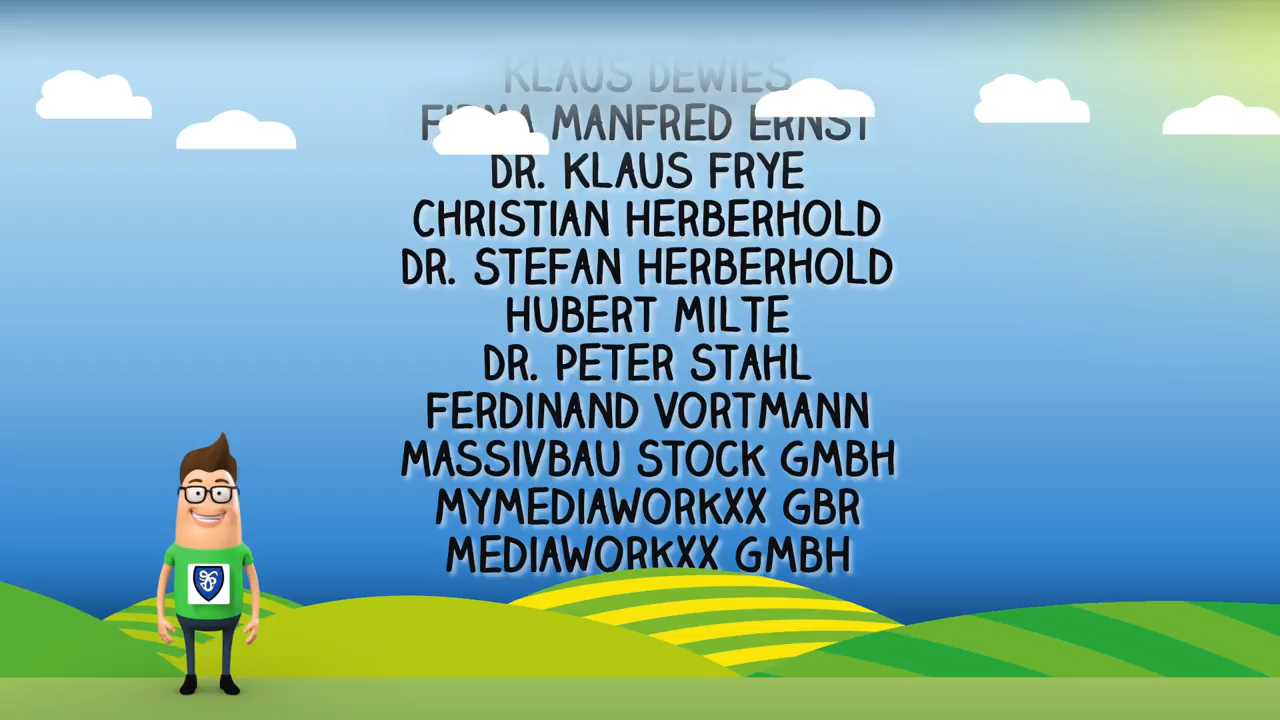 KLAUS DEWIES
FIRMA MANFRED ERNST
DR. KLAUS FRYE
CHRISTIAN HERBERHOLD
DR. STEFAN HERBERHOLD
HUBERT MILTE
DR. PETER STAHL
FERDINAND VORTMANN
MASSIVBAU STOCK GMBH
MYMEDIAWORKXX GBR
MEDIAWORKXX GMBH